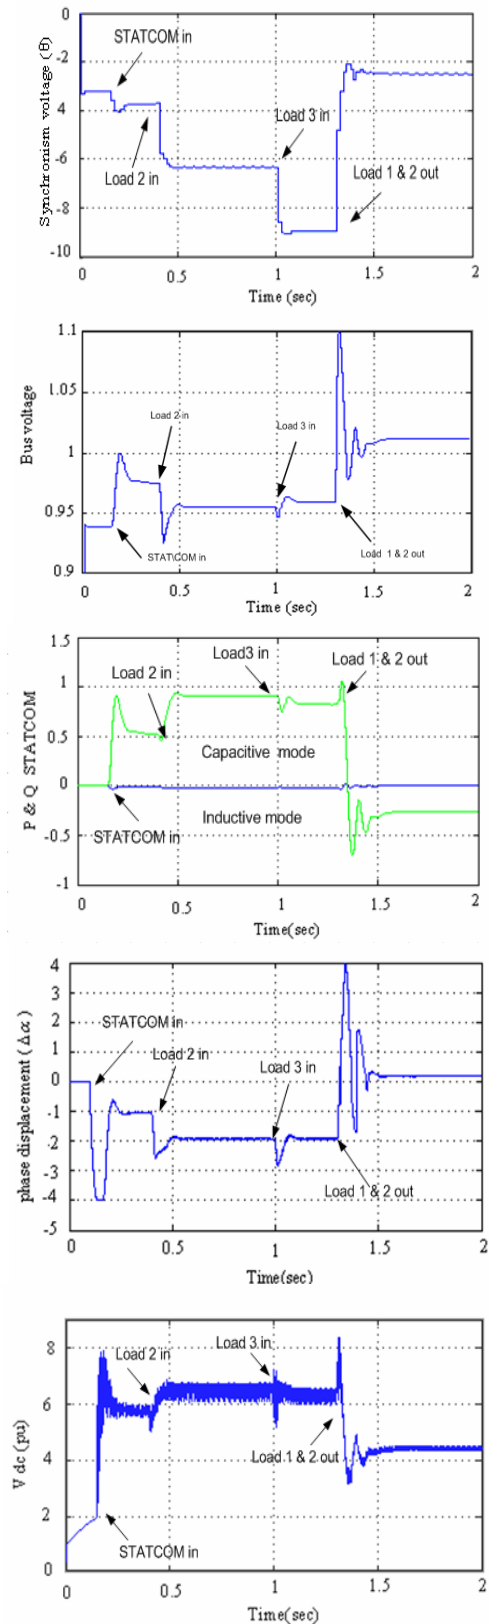 0
STATCOM in
-2
Synchronism voltage (θ)
-4
Load 3 in
Load 2 in
-6
Load 1 & 2 out
-8
-10
0 0.5 1 1.5 2
Time (sec)
1.1
1.05
Bus voltage
Load 2 in
Load 3 in
1
0.95
STATCOM in
Load 1 & 2 out
0.9
0 0.5 1 1.5 2
Time (sec)
1.5
Load3 in
Load 1 & 2 out
Load 2 in
1
P & Q STATCOM
0.5
Capacitive mode
0
Inductive mode
STATCOM in
-0.5
-1
0 0.5 1 1.5 2
Time(sec)
4
3
STATCOM in
2
Load 2 in
1
Load 3 in
0
phase displacement (Δα)
-1
-2
-3
Load 1 & 2 out
-4
-5
0 0.5 1 1.5 2
Time(sec)
8
Load 3 in
Load 2 in
6
V dc (pu)
Load 1 & 2 out
4
2
STATCOM in
0
0 0.5 1 1.5 2
Time(sec)